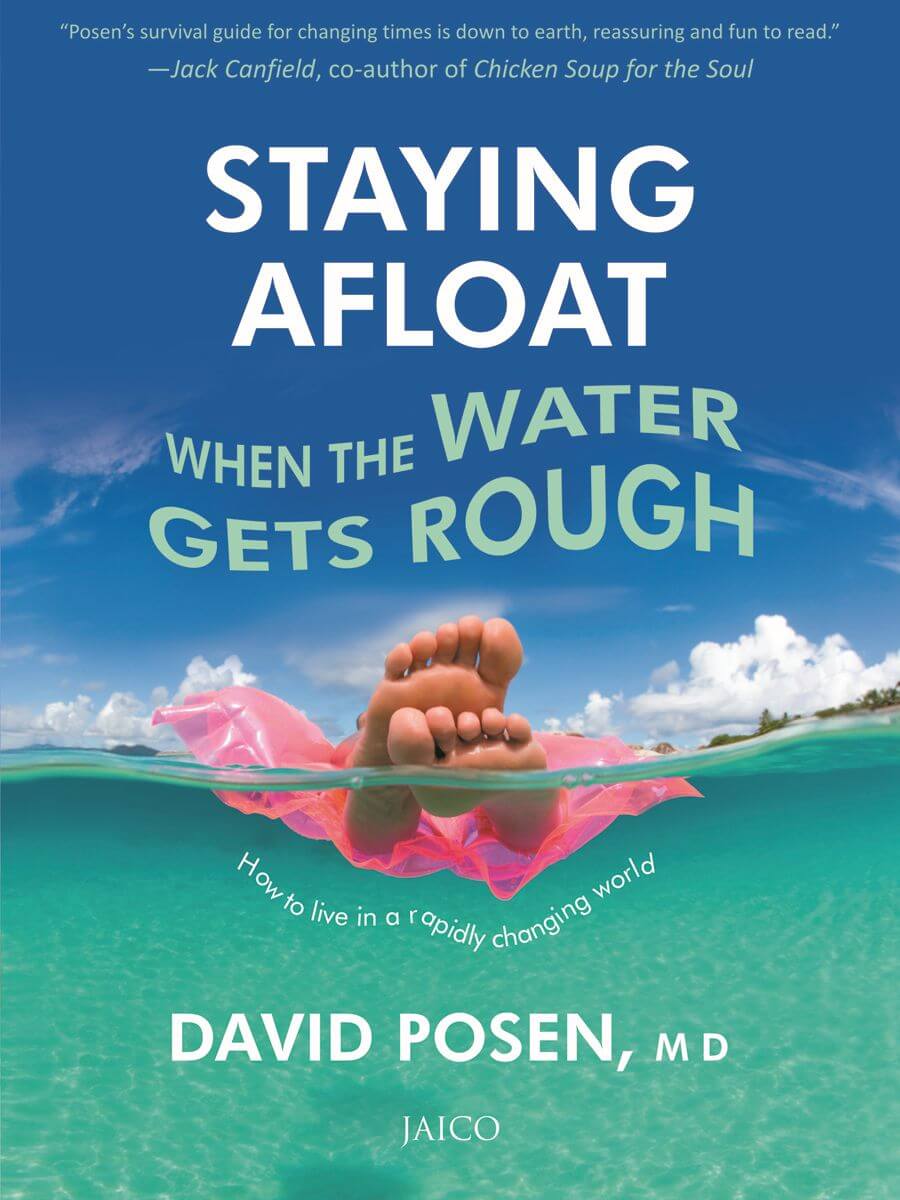 “Posen’s survival guide for changing times is down to earth, reassuring and fun to read.”
—Jack Canfield, co-author of Chicken Soup for the Soul
STAYING
AFLOAT
WHEN THE WATER
GETS ROUGH
How to live in a rapidly changing world
DAVID POSEN, MD
JAICO